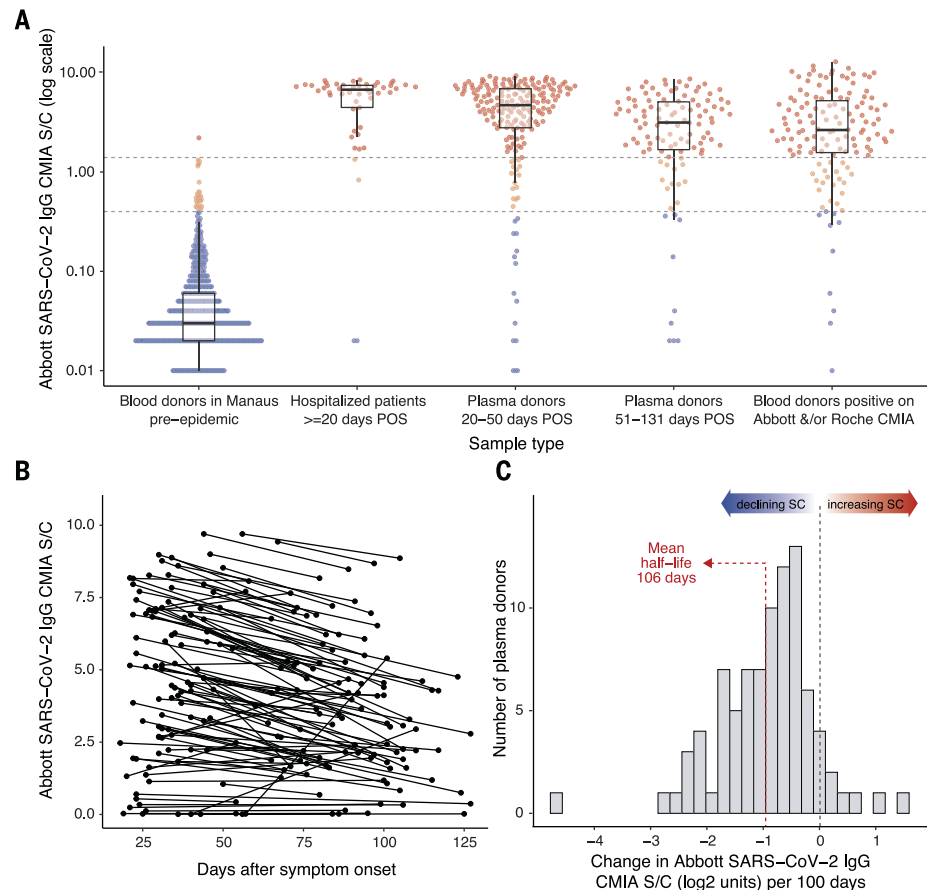 A
Abbott SARS−CoV−2 IgG CMIA S/C (log scale)
10.00
1.00
0.10
0.01
Blood donors in Manaus
pre−epidemic
Hospitalized patients
>=20 days POS
Plasma donors
20−50 days POS
Plasma donors
51−131 days POS
Blood donors positive on
Abbott &/or Roche CMIA
Sample type
B
Abbott SARS−CoV−2 IgG CMIA S/C
10.0
7.5
5.0
2.5
0.0
25
50
75
100
125
Days after symptom onset
C
declining SC
increasing SC
Mean
half−life
106 days
Number of plasma donors
10
5
0
-4
-3
-2
-1
0
1
Change in Abbott SARS−CoV−2 IgG
CMIA S/C (log2 units) per 100 days